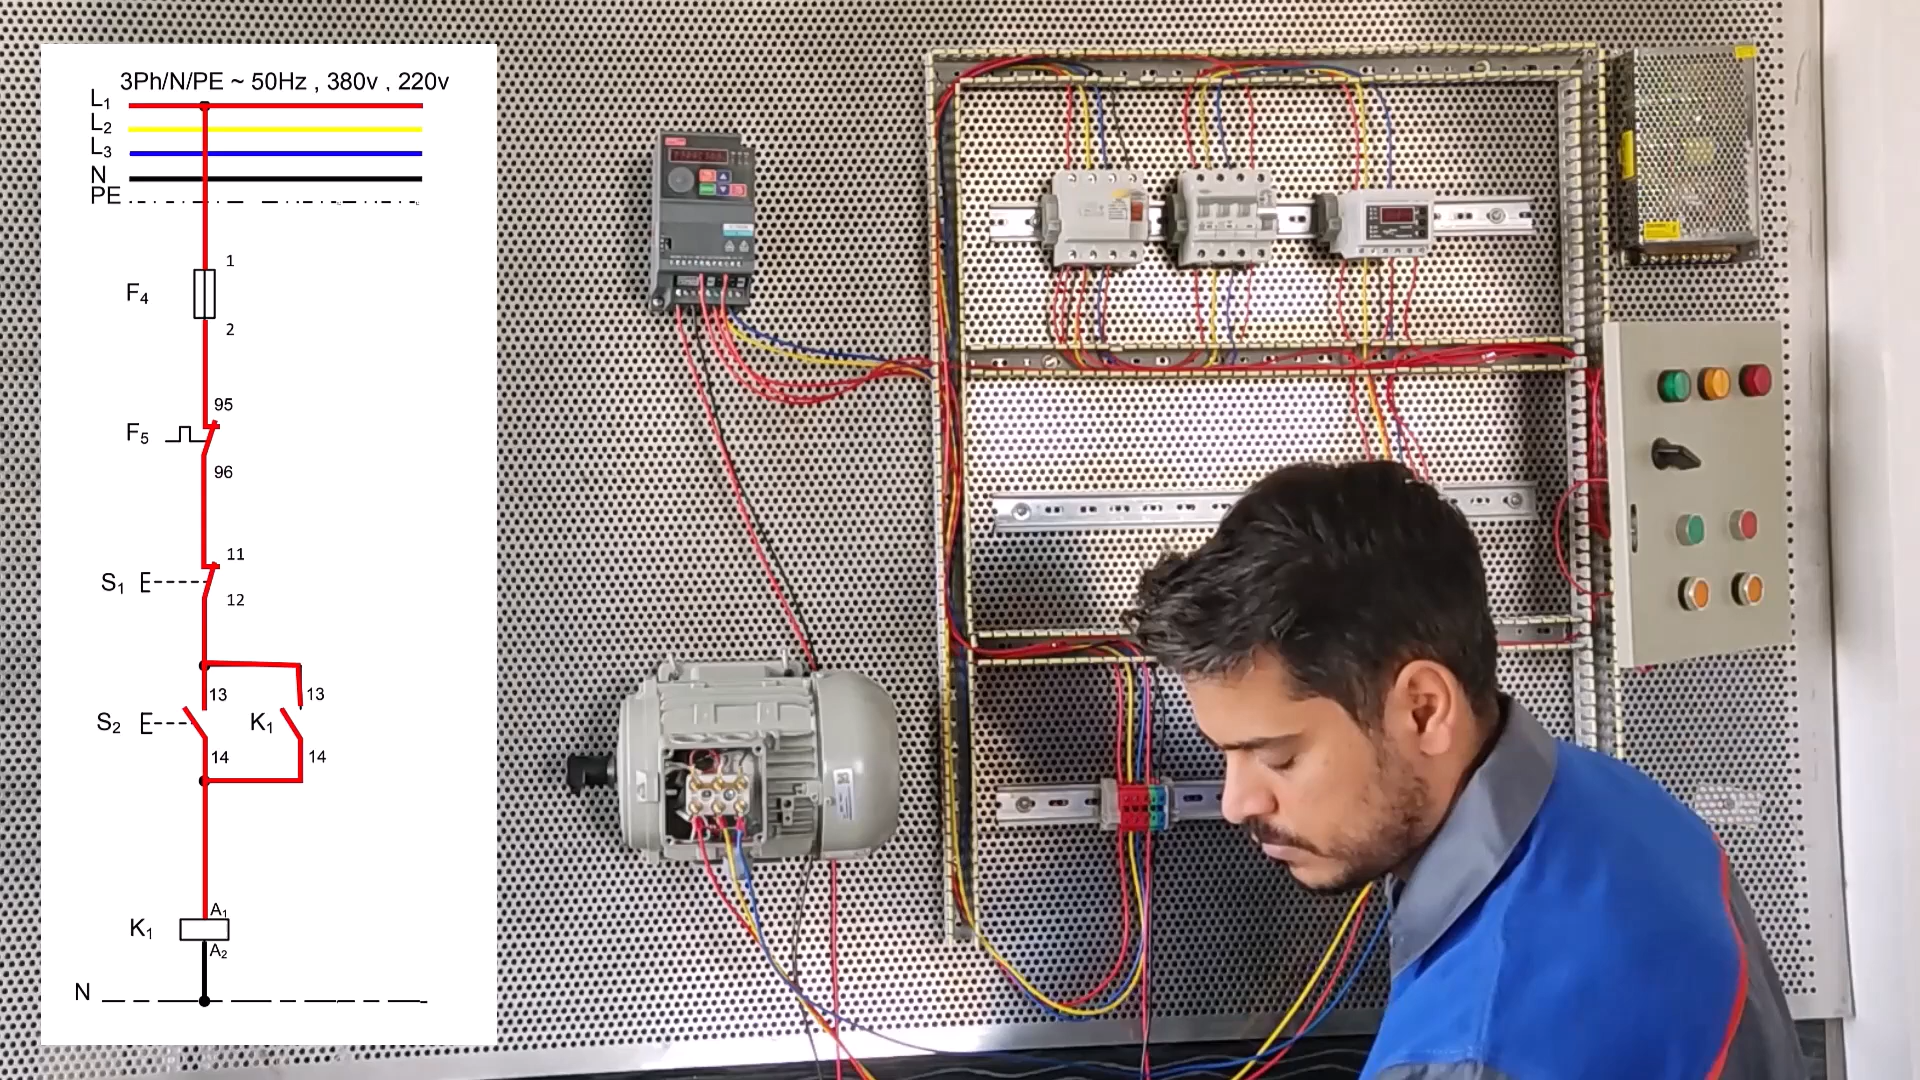 3Ph/N/PE ~ 50Hz , 380v , 220v
L1
L2
L3
N
PE
1
F4
2
95
F5
96
11
S1 E
12
13 13
S2 E K1
14 14
A1
K1
A2
N